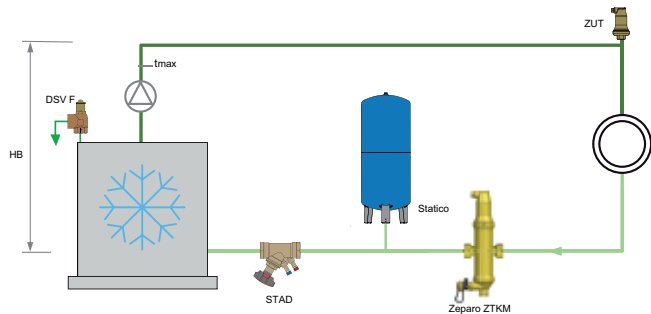 ZUT
tmax
DSV F
HB
Statico
STAD
Zeparo ZTKM